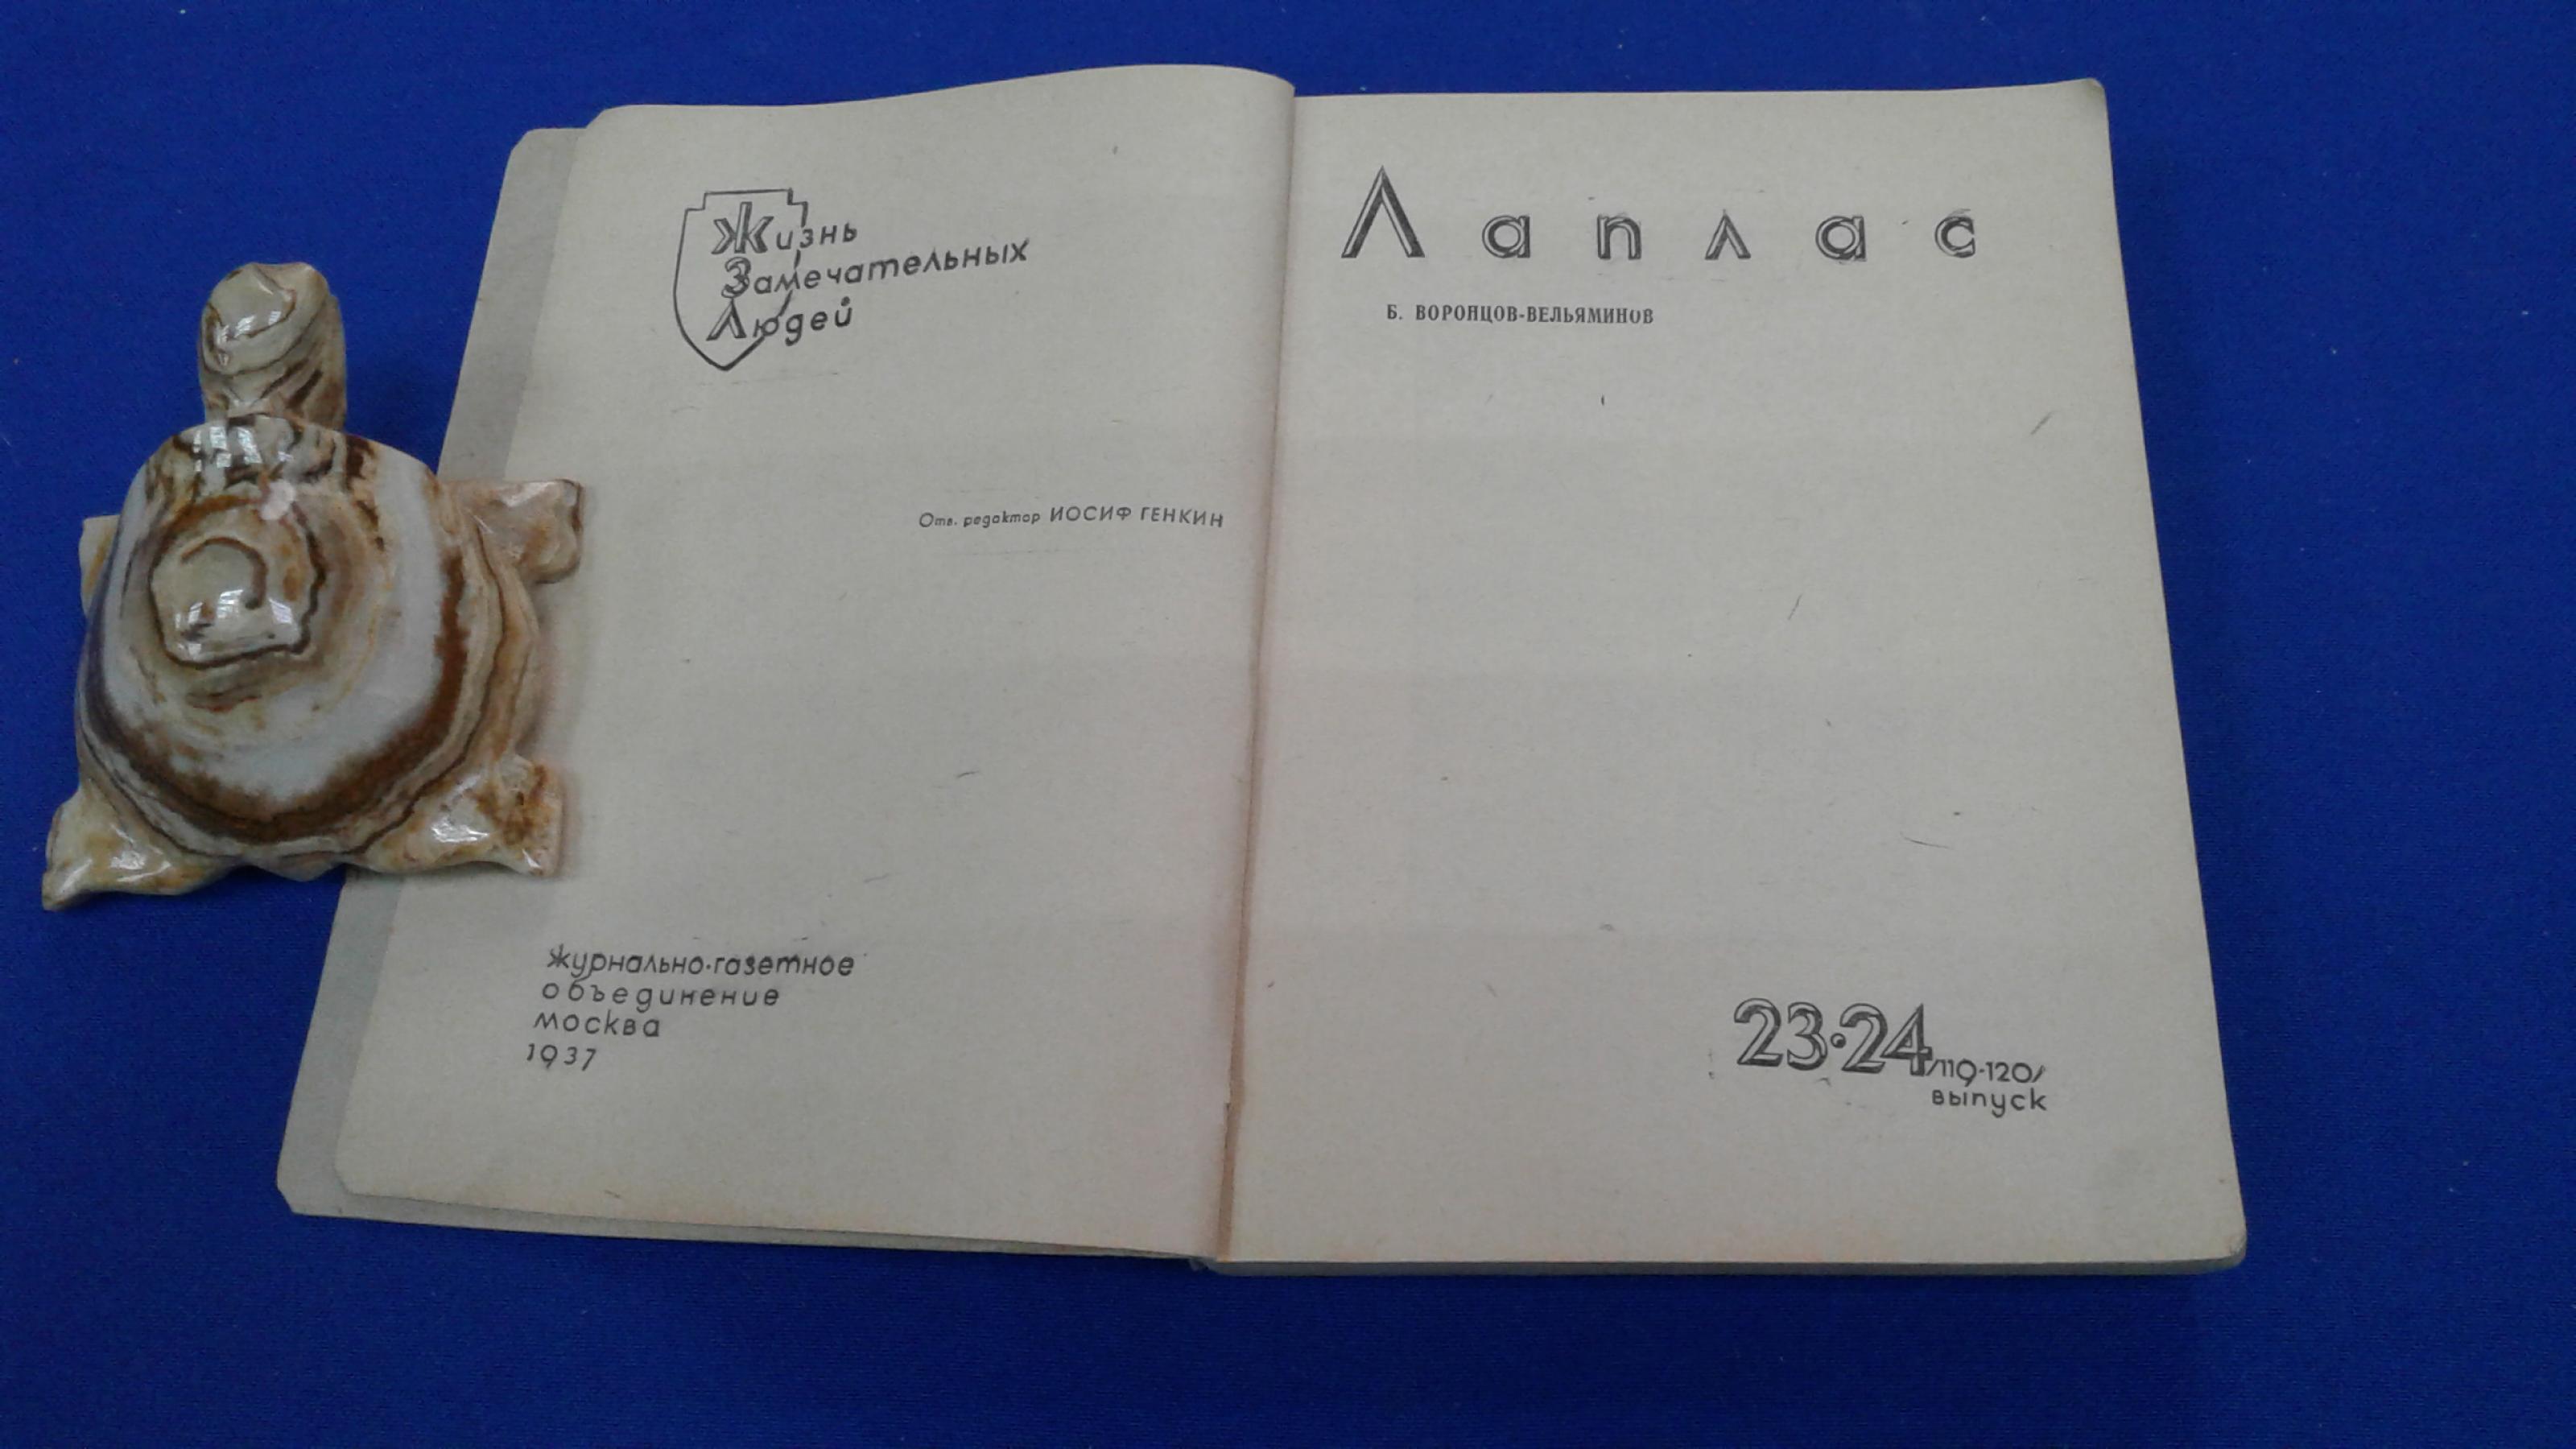 Жизнь
Замечательных
Людей
Отв. редактор ИОСИФ ГЕНКИН
журнально-газетное
объединение
москва
1937
Лаплас
Б. ВОРОНЦОВ-ВЕЛЬЯМИНОВ
23·24/119-120/
выпуск